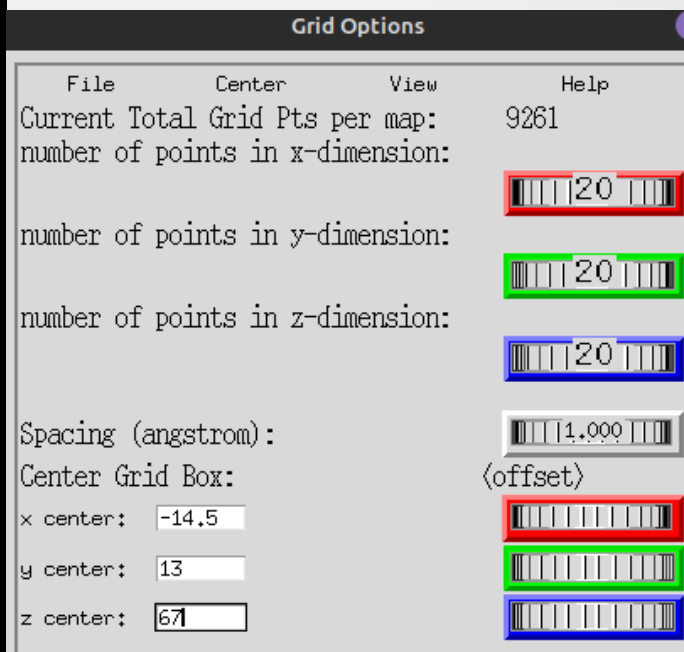 Grid Options
File Center View Help
Current Total Grid Pts per map: 9261
number of points in x-dimension:
20
number of points in y-dimension:
20
number of points in z-dimension:
20
Spacing (angstrom): 1.000
Center Grid Box: <offset>
x center: -14.5
y center: 13
z center: 67